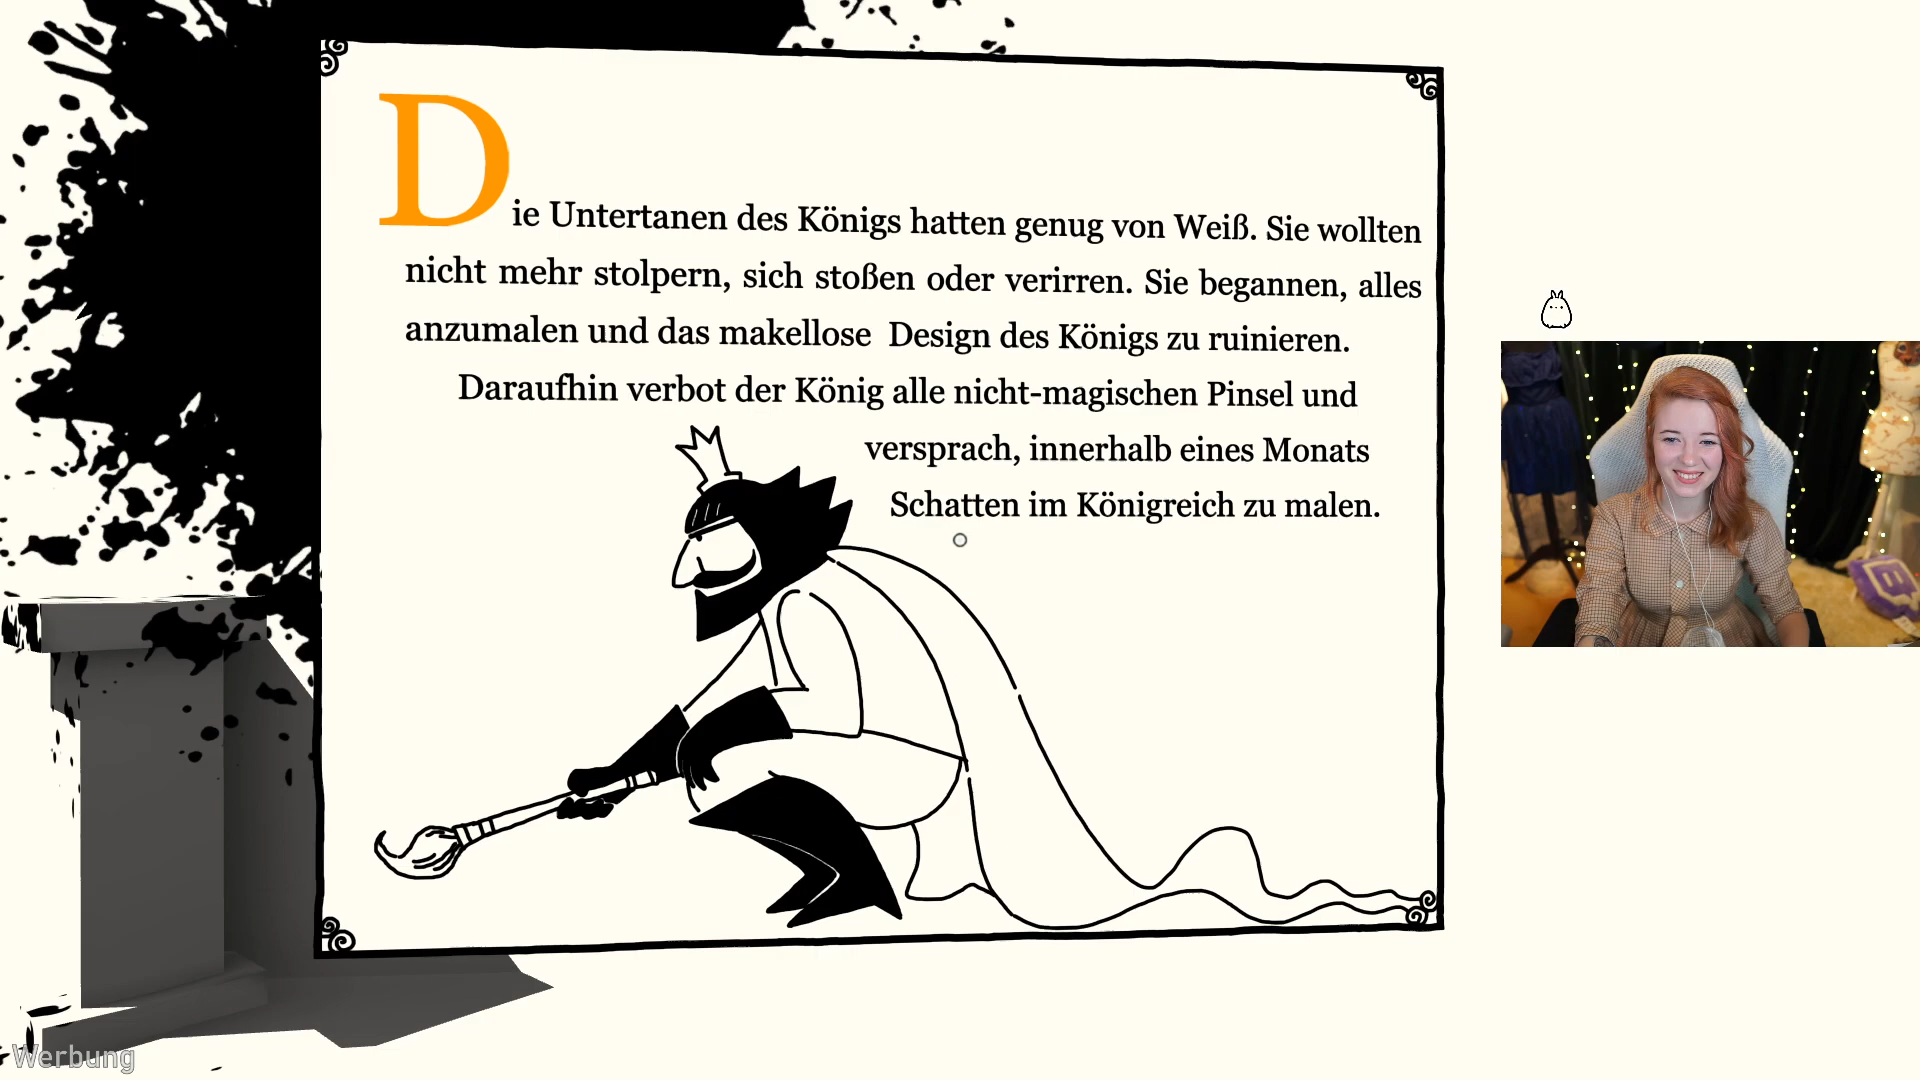 Die Untertanen des Königs hatten genug von Weiß. Sie wollten
nicht mehr stolpern, sich stoßen oder verirren. Sie begannen, alles
anzumalen und das makellose Design des Königs zu ruinieren.
Daraufhin verbot der König alle nicht-magischen Pinsel und
versprach, innerhalb eines Monats
Schatten im Königreich zu malen.
Werbung